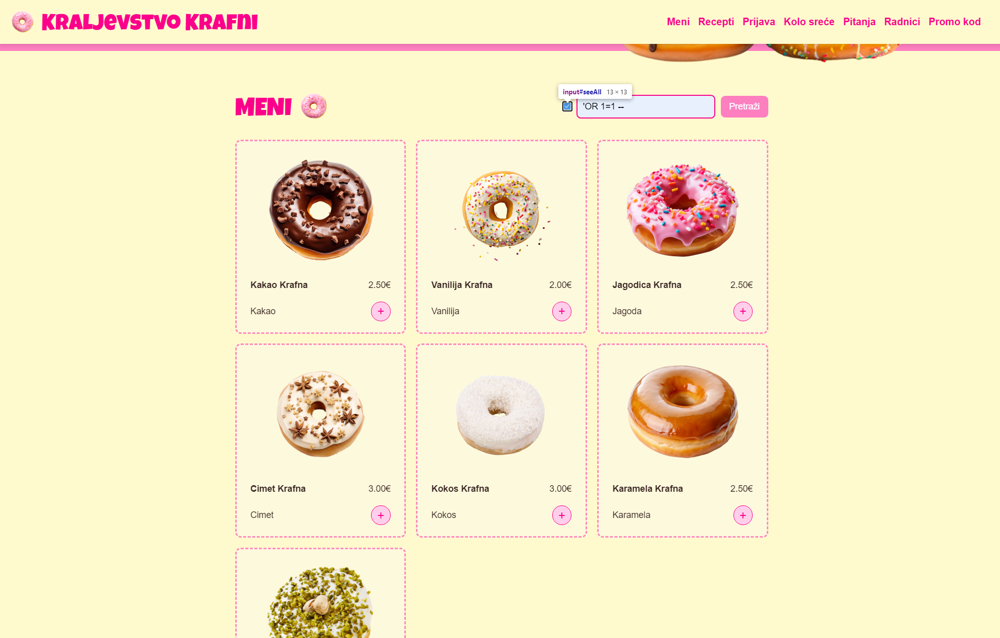 Kraljevstvo Krafni
Meni Recepti Prijava Kolo sreće Pitanja Radnici Promo kod
input#seeAll 13 × 13
MENI
'OR 1=1 --
Pretraži
Kakao Krafna 2.50€
Kakao +
Vanilija Krafna 2.00€
Vanilija +
Jagodica Krafna 2.50€
Jagoda +
Cimet Krafna 3.00€
Cimet +
Kokos Krafna 3.00€
Kokos +
Karamela Krafna 2.50€
Karamela +